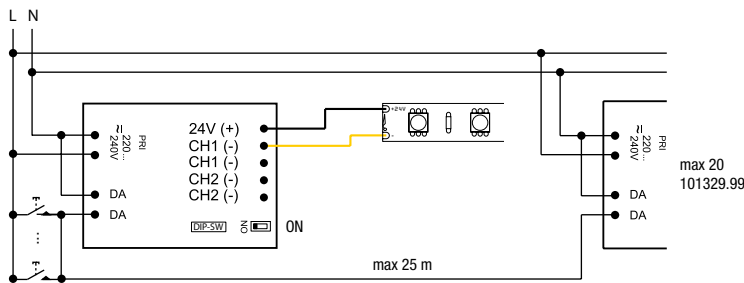 L N
24V (+)
CH1 (-)
CH1 (-)
CH2 (-)
CH2 (-)
≂ 220... 240V
PRI
DA
DA
DIP-SW
ON
ON
+24V
-
≂ 220... 240V
PRI
DA
DA
max 20
101329.99
...
max 25 m